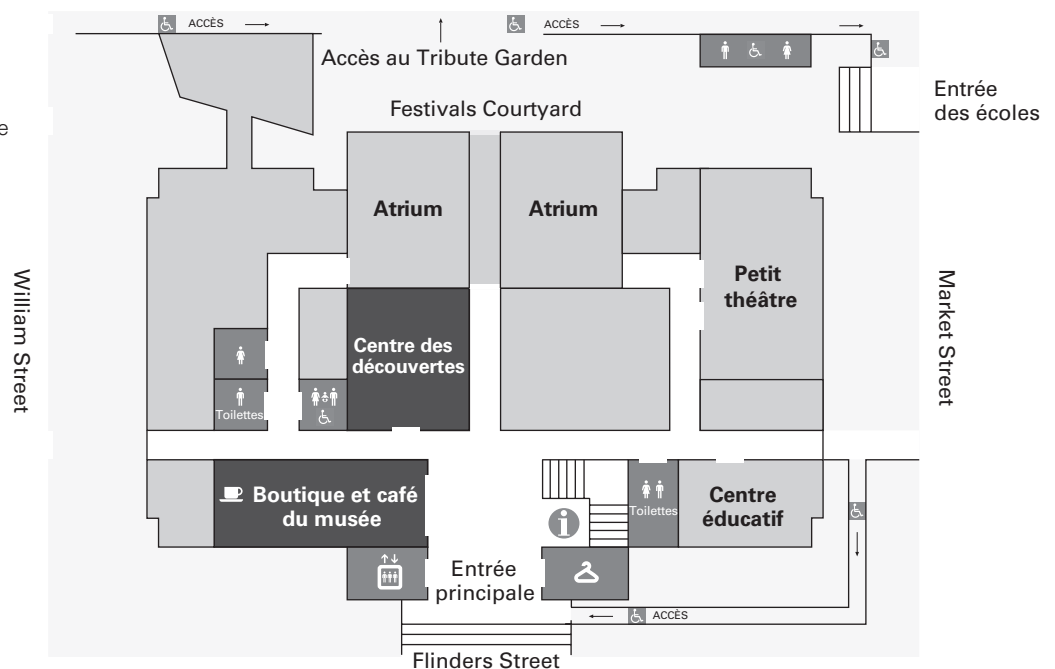 ACCÈS
ACCÈS
Accès au Tribute Garden
Entrée
des écoles
Festivals Courtyard
e
Atrium
Atrium
Petit
théâtre
William Street
Market Street
Centre des
découvertes
Toilettes
Boutique et café
du musée
Toilettes
Centre
éducatif
i
Entrée
principale
ACCÈS
Flinders Street